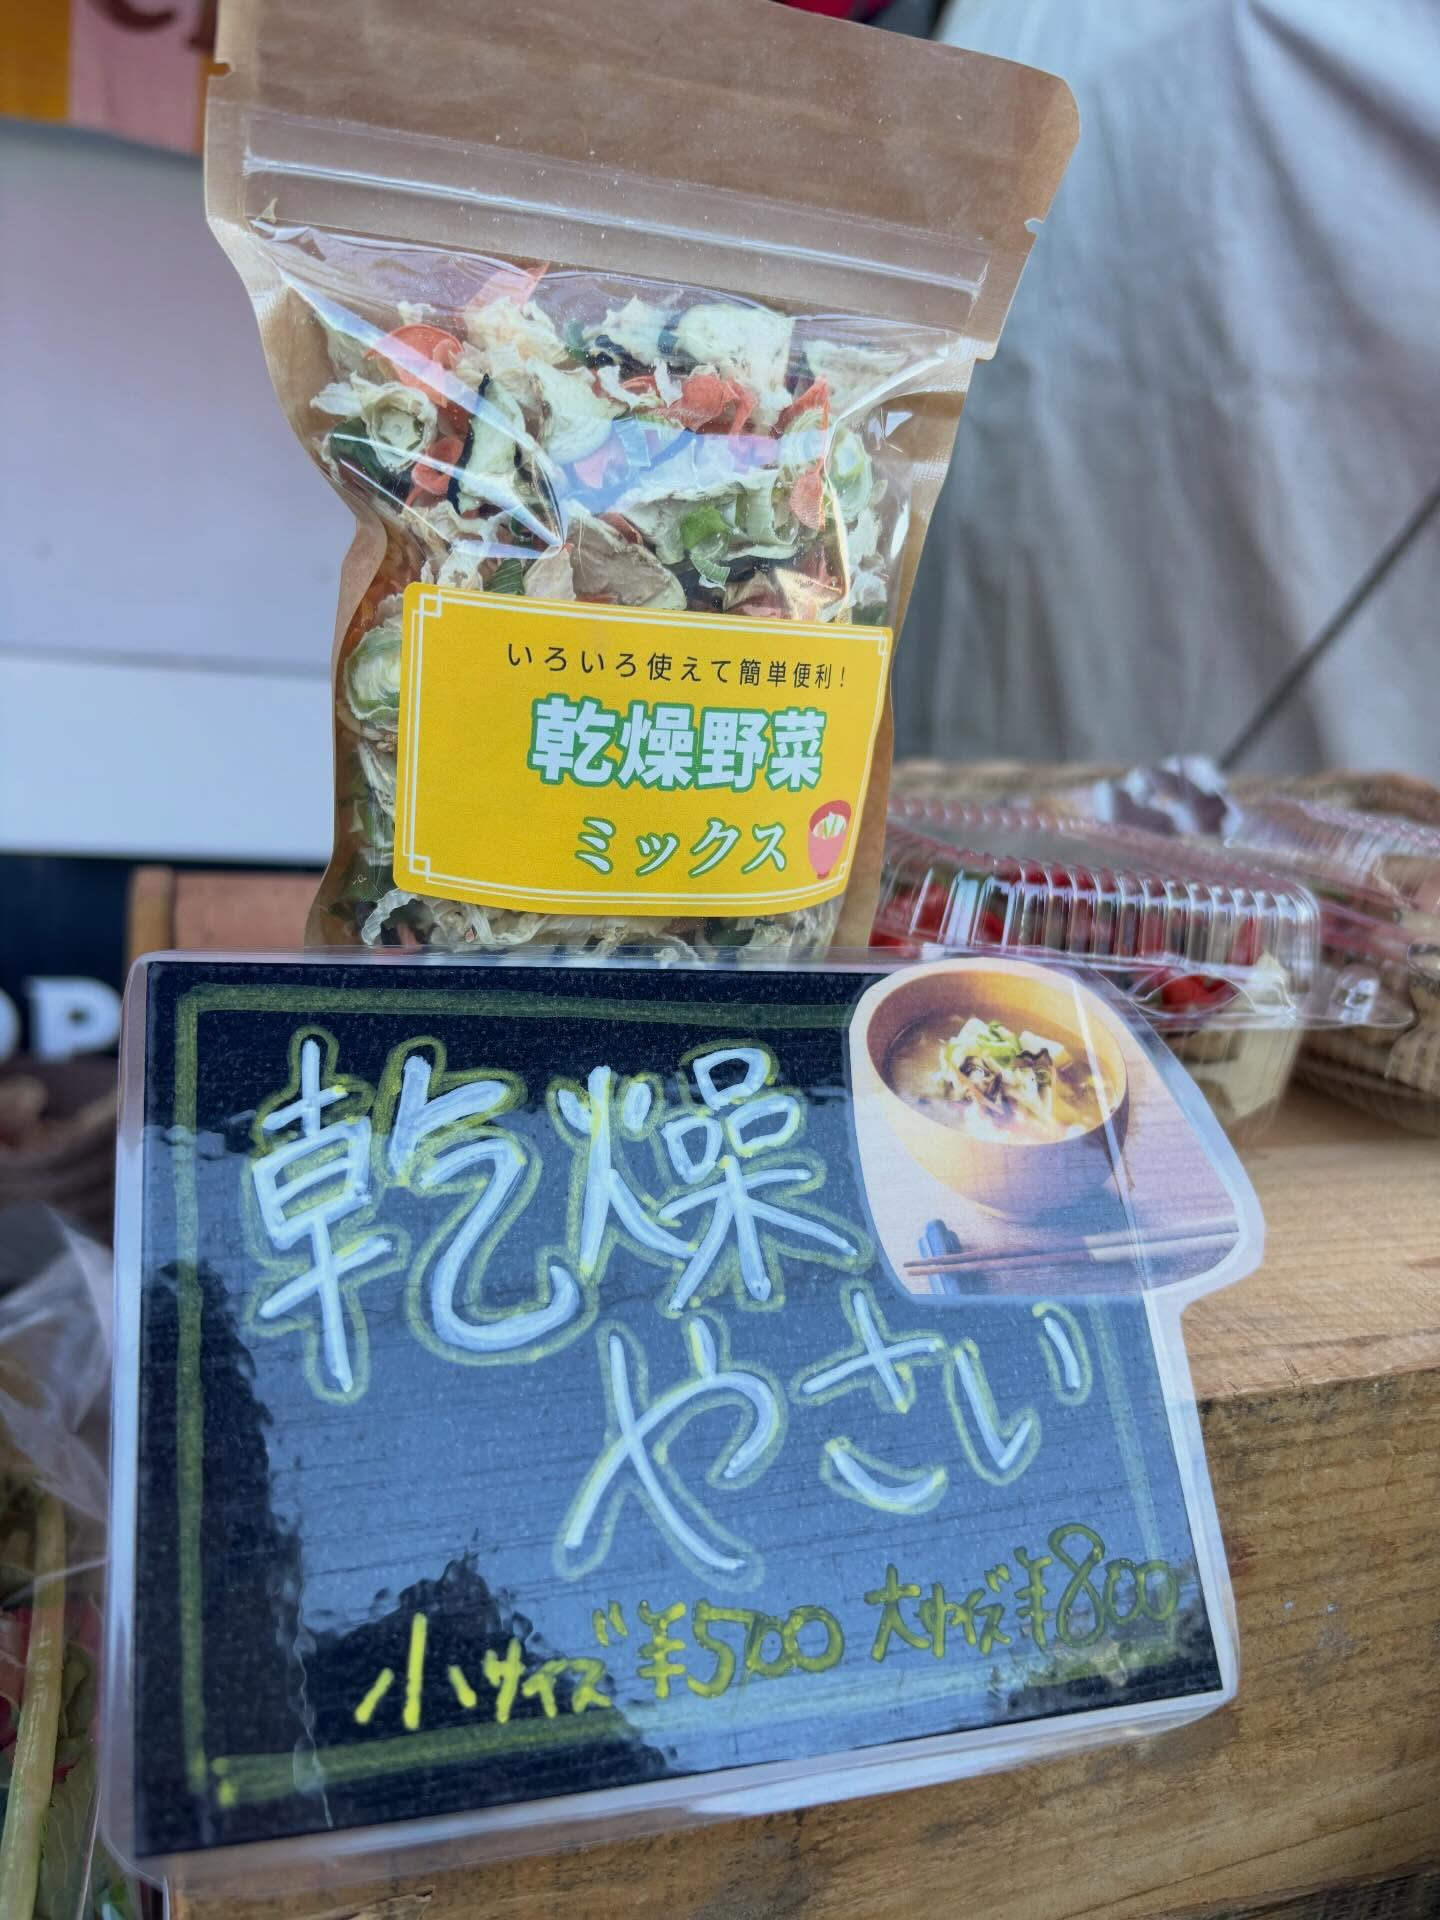 いろいろ使えて簡単便利!
乾燥野菜
ミックス
乾燥
やさい
小サイズ ¥500 大サイズ ¥800